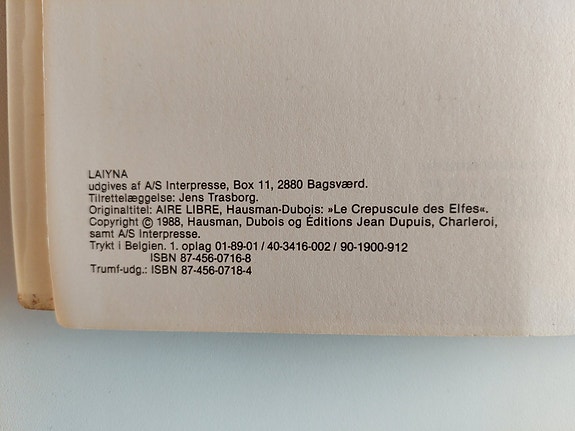 LAIYNA
udgives af A/S Interpresse, Box 11, 2880 Bagsværd.
Tilrettelæggelse: Jens Trasborg.
Originaltitel: AIRE LIBRE, Hausman-Dubois: »Le Crepuscule des Elfes«.
Copyright © 1988, Hausman, Dubois og Éditions Jean Dupuis, Charleroi,
samt A/S Interpresse.
Trykt i Belgien. 1. oplag 01-89-01 / 40-3416-002 / 90-1900-912
ISBN 87-456-0716-8
Trumf-udg.: ISBN 87-456-0718-4